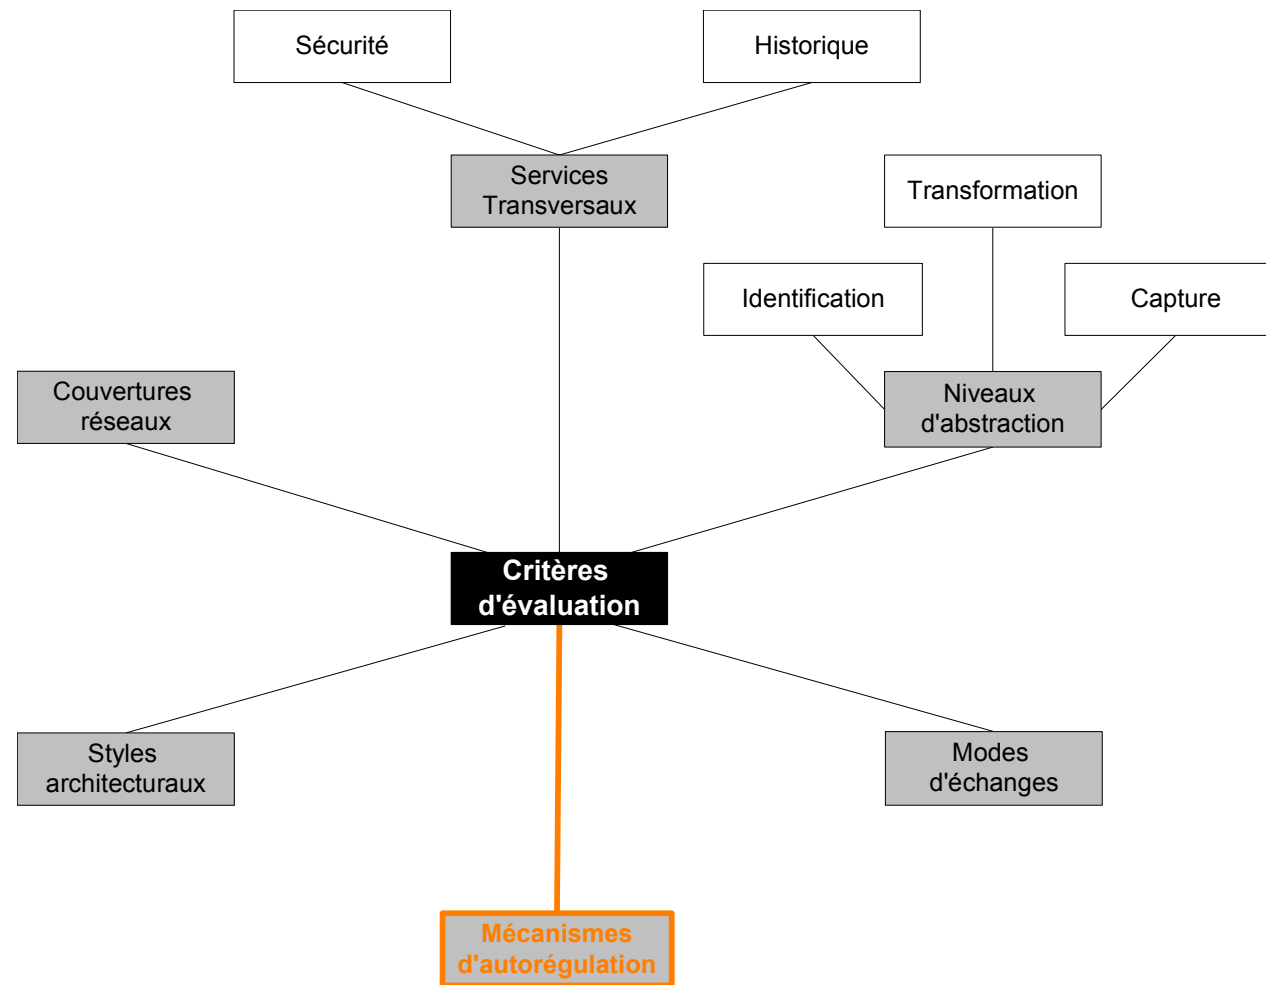 Sécurité
Historique
Services
Transversaux
Transformation
Identification
Capture
Couvertures
réseaux
Niveaux
d'abstraction
Critères
d'évaluation
Styles
architecturaux
Modes
d'échanges
Mécanismes
d'autorégulation